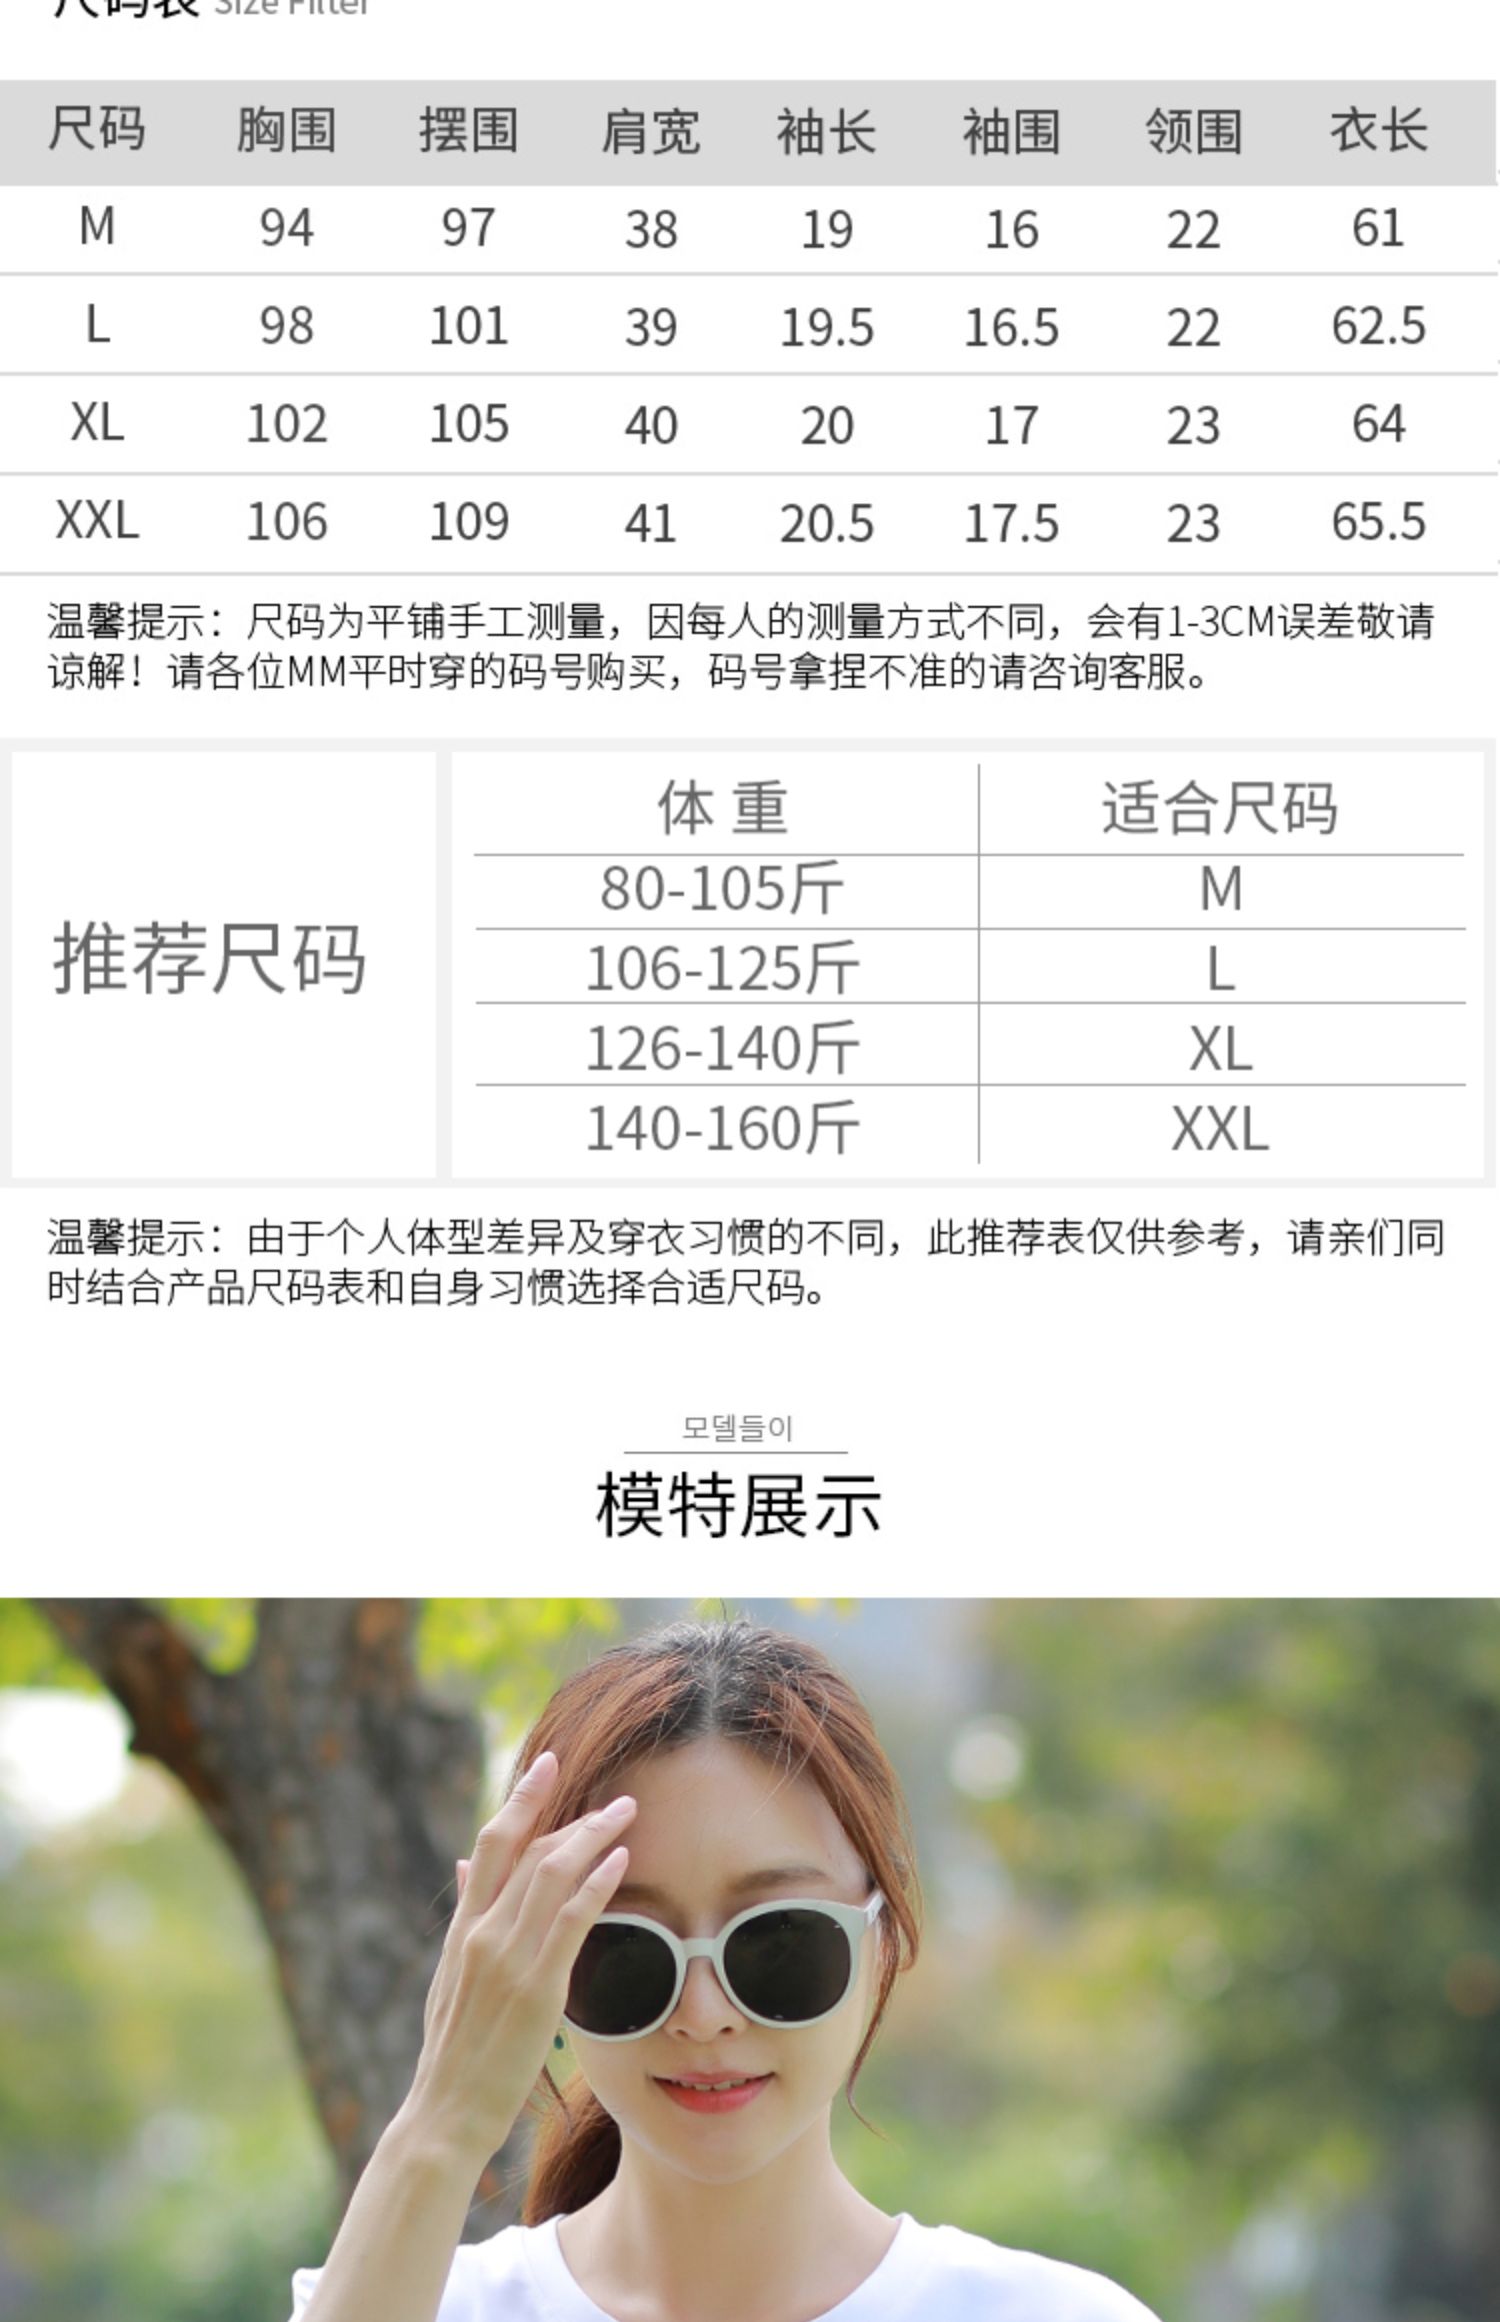 尺码表 Size Filter
尺码 胸围 摆围 肩宽 袖长 袖围 领围 衣长
M 94 97 38 19 16 22 61
L 98 101 39 19.5 16.5 22 62.5
XL 102 105 40 20 17 23 64
XXL 106 109 41 20.5 17.5 23 65.5
温馨提示：尺码为平铺手工测量，因每人的测量方式不同，会有1-3CM误差敬请
谅解！请各位MM平时穿的码号购买，码号拿捏不准的请咨询客服。
推荐尺码
体 重 适合尺码
80-105斤 M
106-125斤 L
126-140斤 XL
140-160斤 XXL
温馨提示：由于个人体型差异及穿衣习惯的不同，此推荐表仅供参考，请亲们同
时结合产品尺码表和自身习惯选择合适尺码。
모델들이
模特展示